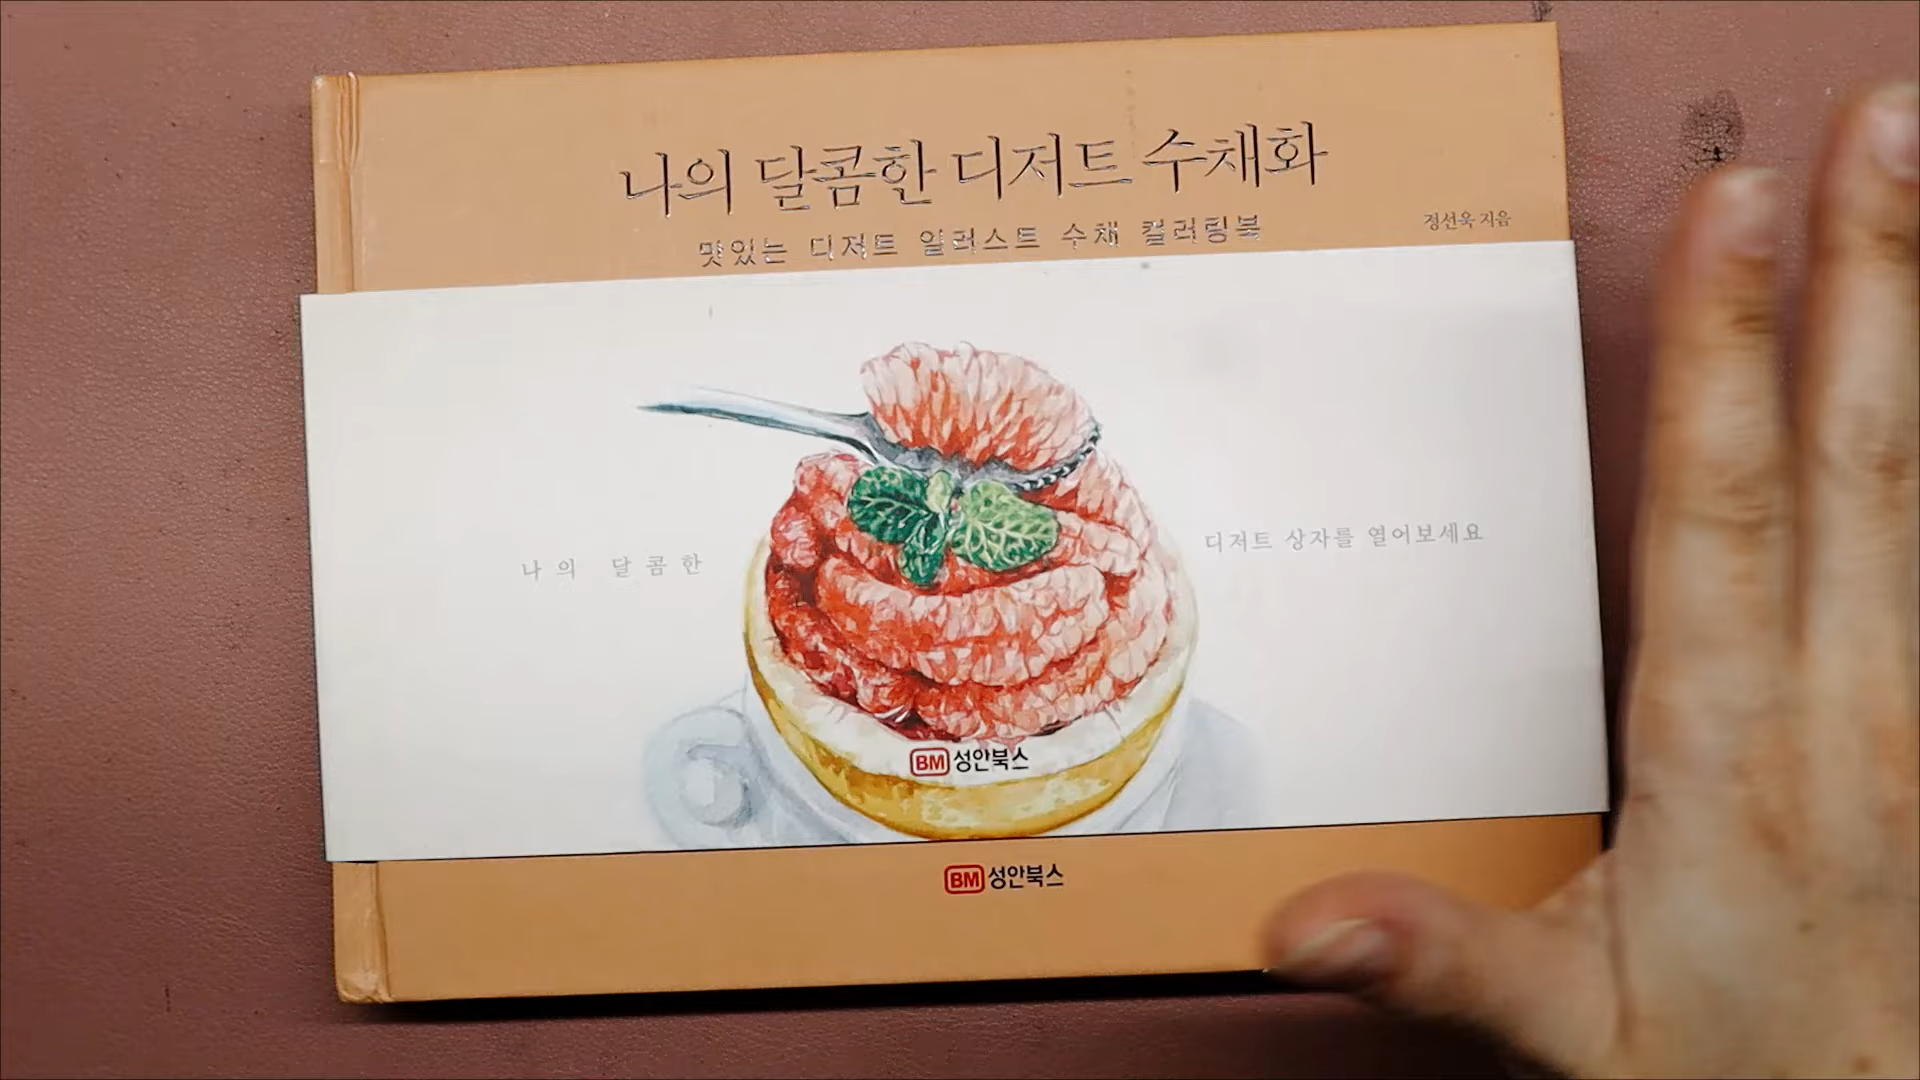 나의 달콤한 디저트 수채화
맛있는 디저트 일러스트 수채 컬러링북
정선욱 지음
나의 달콤한
디저트 상자를 열어보세요
BM 성안북스
BM 성안북스